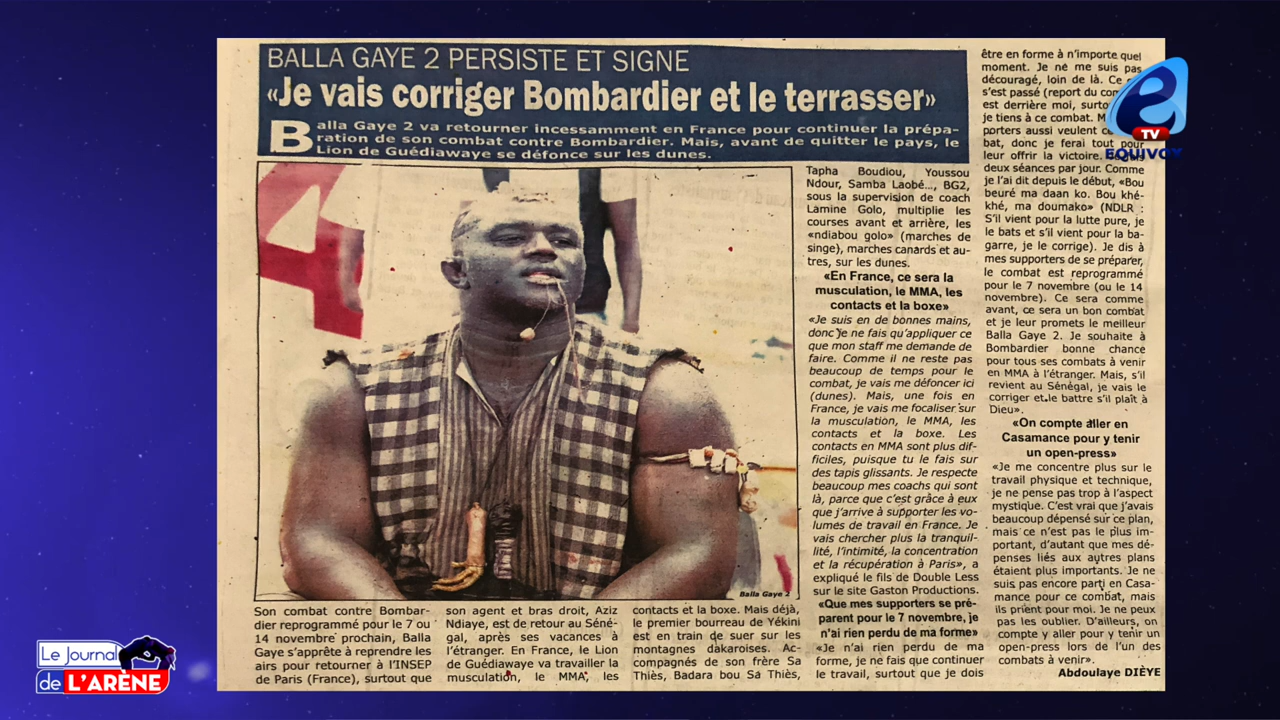 BALLA GAYE 2 PERSISTE ET SIGNE
«Je vais corriger Bombardier et le terrasser»
Balla Gaye 2 va retourner incessamment en France pour continuer la prépa-
ration de son combat contre Bombardier. Mais, avant de quitter le pays, le
Lion de Guédiawaye se défonce sur les dunes.
4
Balla Gaye 2
Son combat contre Bombar-
dier reprogrammé pour le 7 ou
14 novembre prochain, Balla
Gaye s’apprête à reprendre les
airs pour retourner à l’INSEP
de Paris (France), surtout que
son agent et bras droit, Aziz
Ndiaye, est de retour au Séné-
gal, après ses vacances à
l’étranger. En France, le Lion
de Guédiawaye va travailler la
musculation, le MMA, les
contacts et la boxe. Mais déjà,
le premier bourreau de Yékini
est en train de suer sur les
montagnes dakaroises. Ac-
compagnés de son frère Sa
Thiès, Badara bou Sa Thiès,
Tapha Boudiou, Youssou
Ndour, Samba Laobé..., BG2,
sous la supervision de coach
Lamine Golo, multiplie les
courses avant et arrière, les
«ndiabou golo» (marches de
singe), marches canards et au-
tres, sur les dunes.
«En France, ce sera la
musculation, le MMA, les
contacts et la boxe»
«Je suis en de bonnes mains,
donc je ne fais qu’appliquer ce
que mon staff me demande de
faire. Comme il ne reste pas
beaucoup de temps pour le
combat, je vais me défoncer ici
(dunes). Mais, une fois en
France, je vais me focaliser sur
la musculation, le MMA, les
contacts et la boxe. Les
contacts en MMA sont plus dif-
ficiles, puisque tu le fais sur
des tapis glissants. Je respecte
beaucoup mes coachs qui sont
là, parce que c’est grâce à eux
que j’arrive à supporter les vo-
lumes de travail en France. Je
vais chercher plus la tranquil-
lité, l’intimité, la concentration
et la récupération à Paris», a
expliqué le fils de Double Less
sur le site Gaston Productions.
«Que mes supporters se pré-
parent pour le 7 novembre, je
n’ai rien perdu de ma forme»
«Je n’ai rien perdu de ma
forme, je ne fais que continuer
le travail, surtout que je dois
être en forme à n’importe quel
moment. Je ne me suis pas
découragé, loin de là. Ce
s’est passé (report du com
est derrière moi, surto
je tiens à ce combat. M
porters aussi veulent c
bat, donc je ferai tout pour
leur offrir la victoire.
deux séances par jour. Comme
je l’ai dit depuis le début, «Bou
beuré ma daan ko. Bou khé-
khé, ma doumako» (NDLR :
S’il vient pour la lutte pure, je
le bats et s’il vient pour la ba-
garre, je le corrige). Je dis à
mes supporters de se préparer,
le combat est reprogrammé
pour le 7 novembre (ou le 14
novembre). Ce sera comme
avant, ce sera un bon combat
et je leur promets le meilleur
Balla Gaye 2. Je souhaite à
Bombardier bonne chance
pour tous ses combats à venir
en MMA à l’étranger. Mais, s’il
revient au Sénégal, je vais le
corriger et le battre s’il plaît à
Dieu».
«On compte aller en
Casamance pour y tenir
un open-press»
«Je me concentre plus sur le
travail physique et technique,
je ne pense pas trop à l’aspect
mystique. C’est vrai que j’avais
beaucoup dépensé sur ce plan,
mais ce n’est pas le plus im-
portant, d’autant que mes dé-
penses liés aux autres plans
étaient plus importants. Je ne
suis pas encore parti en Casa-
mance pour ce combat, mais
ils prient pour moi. Je ne peux
pas les oublier. D’ailleurs, on
compte y aller pour y tenir un
open-press lors de l’un des
combats à venir».
Abdoulaye DIÈYE
TV
EQUIVOX
Le Journal
de L'ARÈNE